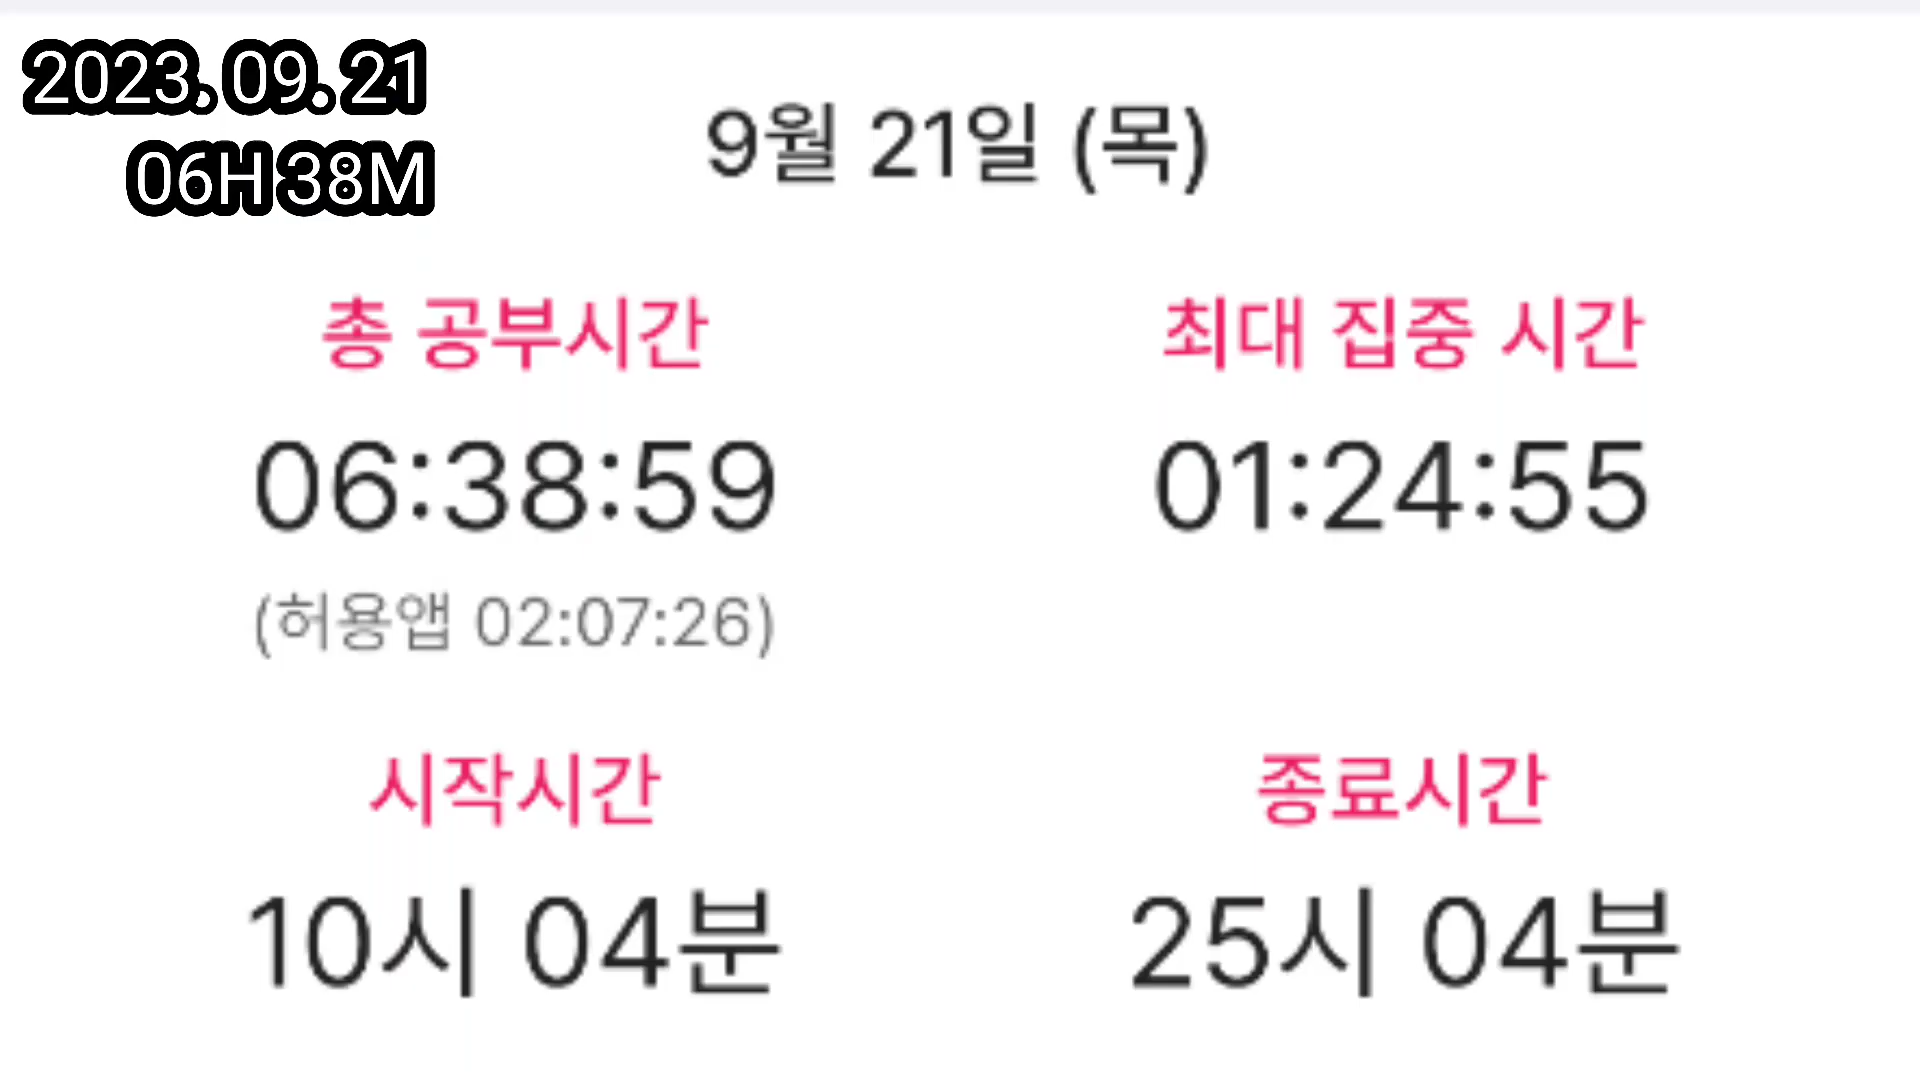 2023.09.21
06H 38M
9월 21일 (목)
총 공부시간
06:38:59
(허용앱 02:07:26)
최대 집중 시간
01:24:55
시작시간
10시 04분
종료시간
25시 04분